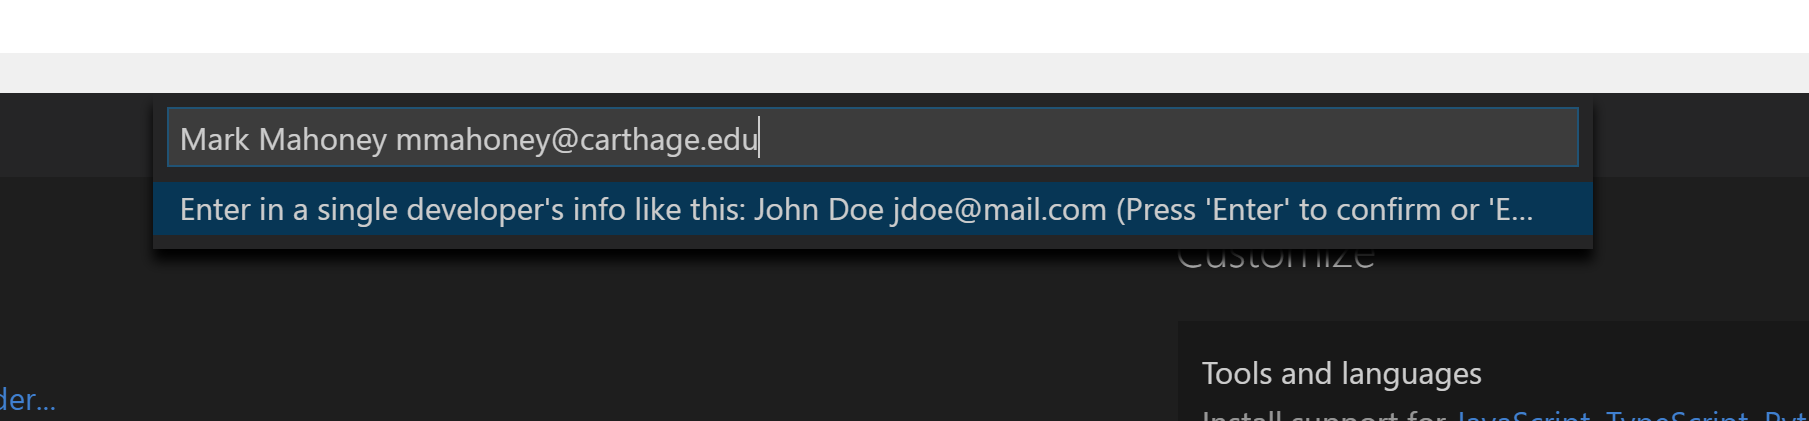 Mark Mahoney mmahoney@carthage.edu
Enter in a single developer's info like this: John Doe jdoe@mail.com (Press 'Enter' to confirm or 'E...
Customize
Tools and languages
der...
Install support for JavaScript, TypeScript, Pyt